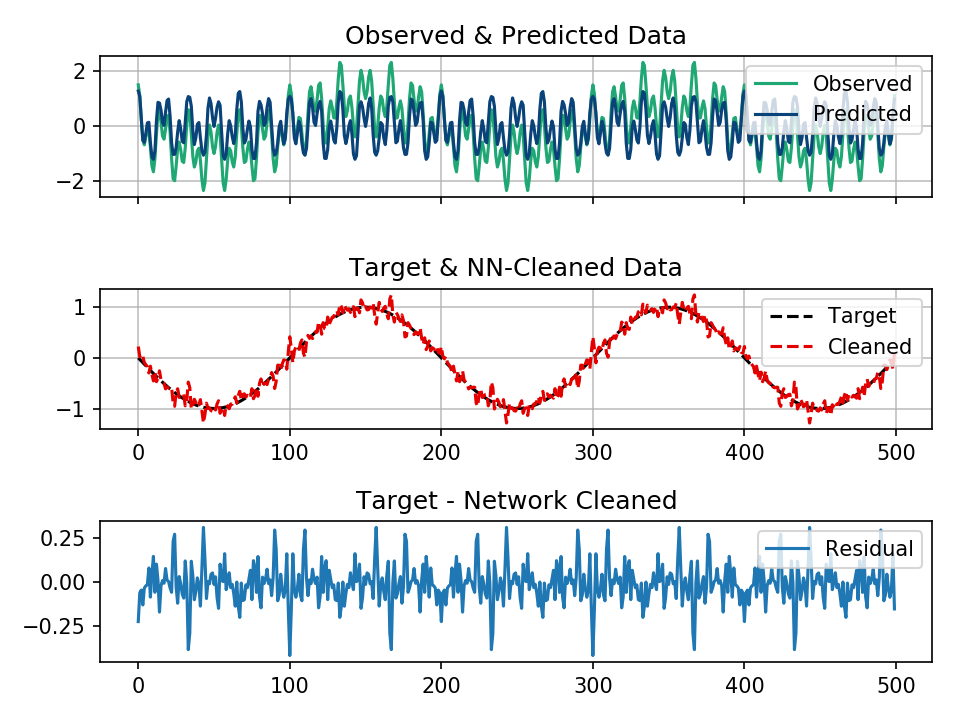 Observed & Predicted Data
2
0
−2
Observed
Predicted
Target & NN-Cleaned Data
1
0
−1
Target
Cleaned
0 100 200 300 400 500
Target - Network Cleaned
0.25
0.00
−0.25
Residual
0 100 200 300 400 500